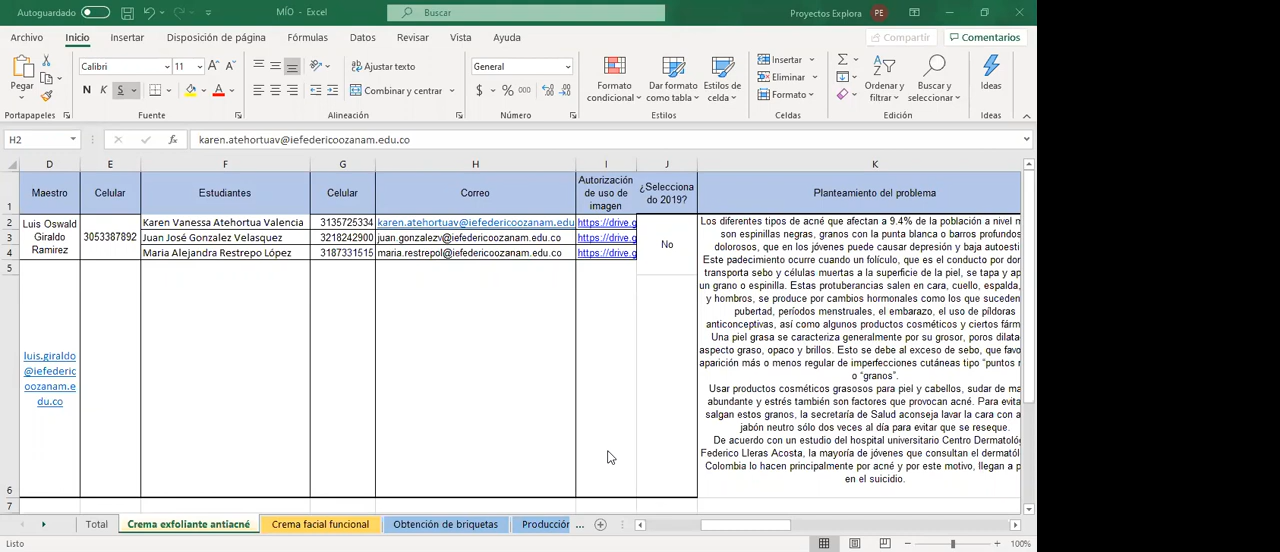 Autoguardado
MÍO - Excel
Buscar
Proyectos Explora
PE
Archivo Inicio Insertar Disposición de página Fórmulas Datos Revisar Vista Ayuda
Compartir
Comentarios
Pegar
Calibri 11
N K S
Ajustar texto
Combinar y centrar
General
$ % 000
Formato condicional
Dar formato como tabla
Estilos de celda
Insertar
Eliminar
Formato
Ordenar y filtrar
Buscar y seleccionar
Ideas
Portapapeles Fuente Alineación Número Estilos Celdas Edición Ideas
H2
karen.atehortuav@iefedericoozanam.edu.co
D E F G H I J K
1
Maestro
Celular
Estudiantes
Celular
Correo
Autorización de uso de imagen
¿Selecciona do 2019?
Planteamiento del problema
2
3
4
5
6
7
Luis Oswald
Giraldo
Ramirez
3053387892
Karen Vanessa Atehortua Valencia 3135725334 karen.atehortuav@iefedericoozanam.edu https://drive.g
Juan José Gonzalez Velasquez 3218242900 juan.gonzalezv@iefedericoozanam.edu.co https://drive.g
Maria Alejandra Restrepo López 3187331515 maria.restrepol@iefedericoozanam.edu.co https://drive.g
No
luis.giraldo
@iefederic
oozanam.e
du.co
Los diferentes tipos de acné que afectan a 9.4% de la población a nivel m
son espinillas negras, granos con la punta blanca o barros profundos
dolorosos, que en los jóvenes puede causar depresión y baja autoesti
Este padecimiento ocurre cuando un folículo, que es el conducto por don
transporta sebo y células muertas a la superficie de la piel, se tapa y ap
un grano o espinilla. Estas protuberancias salen en cara, cuello, espalda,
y hombros, se produce por cambios hormonales como los que suceden
pubertad, períodos menstruales, el embarazo, el uso de píldoras
anticonceptivas, así como algunos productos cosméticos y ciertos fárm
Una piel grasa se caracteriza generalmente por su grosor, poros dilata
aspecto graso, opaco y brillos. Esto se debe al exceso de sebo, que favo
aparición más o menos regular de imperfecciones cutáneas tipo “puntos n
o “granos”.
Usar productos cosméticos grasosos para piel y cabellos, sudar de ma
abundante y estrés también son factores que provocan acné. Para evita
salgan estos granos, la secretaría de Salud aconseja lavar la cara con a
jabón neutro sólo dos veces al día para evitar que se reseque.
De acuerdo con un estudio del hospital universitario Centro Dermatológ
Federico Lleras Acosta, la mayoría de jóvenes que consultan el dermatól
Colombia lo hacen principalmente por acné y por este motivo, llegan a p
en el suicidio.
Total Crema exfoliante antiacné Crema facial funcional Obtención de briquetas Producción ...
Listo
100%